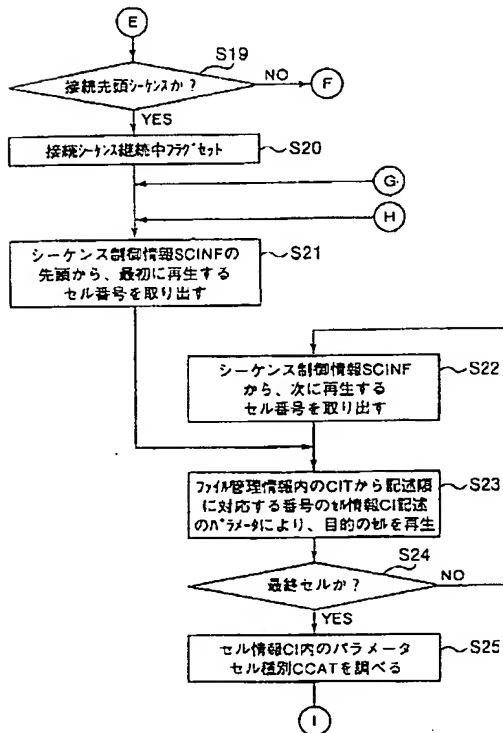 E
S19
接続先頭シーケンスか？
NO
F
YES
接続シーケンス継続中フラグセット
S20
G
H
シーケンス制御情報SCINFの
先頭から、最初に再生する
セル番号を取り出す
S21
シーケンス制御情報SCINF
から、次に再生する
セル番号を取り出す
S22
ファイル管理情報内のCITから記述順
に対応する番号のセル情報CI記述
のパラメータにより、目的のセルを再生
S23
S24
最終セルか？
NO
YES
セル情報CI内のパラメータ
セル種別CCATを調べる
S25
I